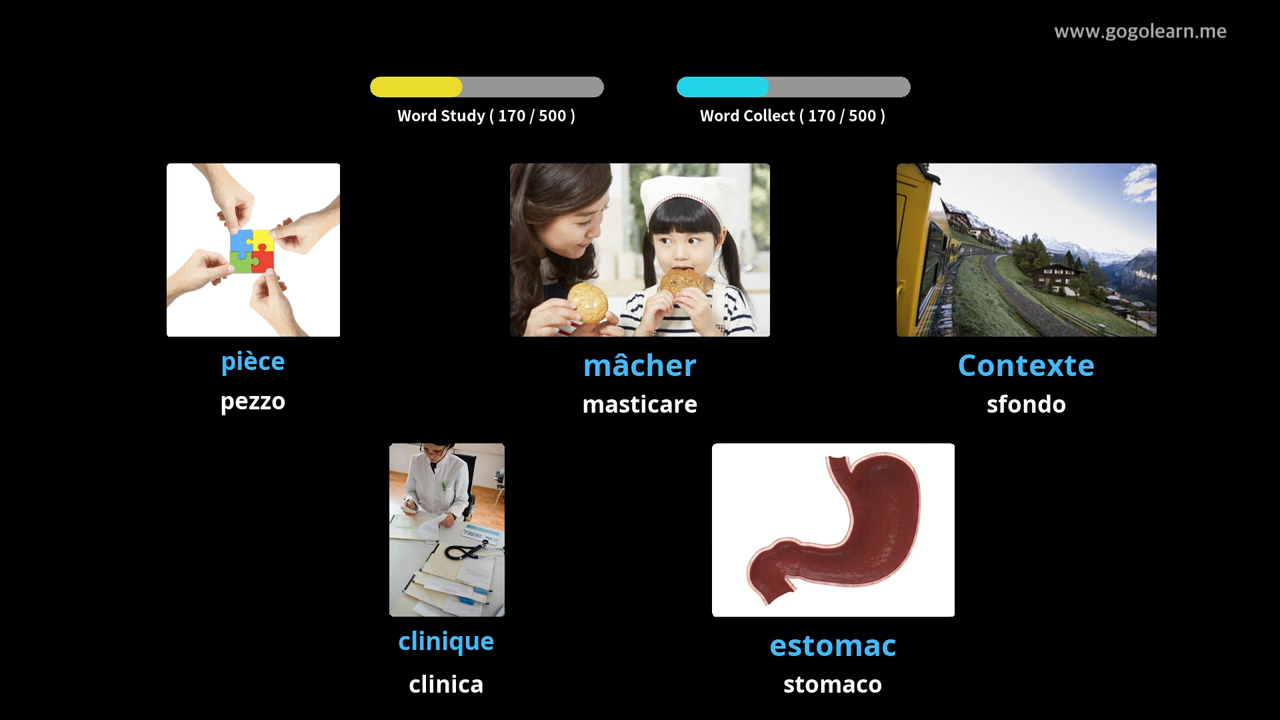 www.gogolearn.me
Word Study ( 170 / 500 )
Word Collect ( 170 / 500 )
pièce
pezzo
mâcher
masticare
Contexte
sfondo
clinique
clinica
estomac
stomaco